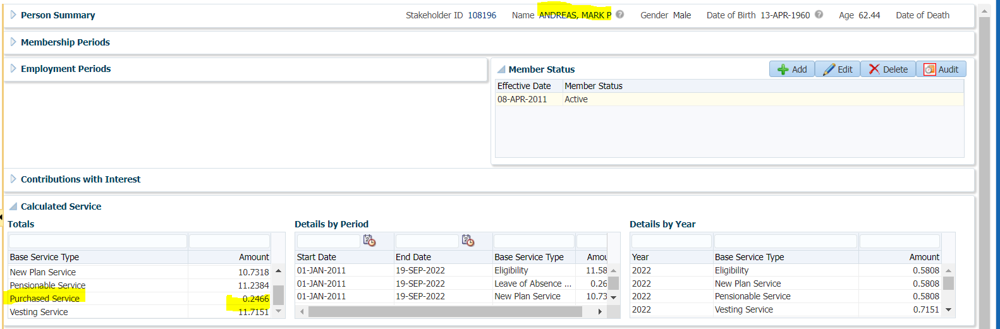 Person Summary Stakeholder ID 108196 Name ANDREAS, MARK P Gender Male Date of Birth 13-APR-1960 Age 62.44 Date of Death
Membership Periods
Employment Periods
Member Status Add Edit Delete Audit
Effective Date Member Status
08-APR-2011 Active
Contributions with Interest
Calculated Service
Totals
Base Service Type Amount
New Plan Service 10.7318
Pensionable Service 11.2384
Purchased Service 0.2466
Vesting Service 11.7151
Details by Period
Start Date End Date Base Service Type Amou
01-JAN-2011 19-SEP-2022 Eligibility 11.58
01-JAN-2011 19-SEP-2022 Leave of Absence ... 0.26
01-JAN-2011 19-SEP-2022 New Plan Service 10.73
Details by Year
Year Base Service Type Amount
2022 Eligibility 0.5808
2022 New Plan Service 0.5808
2022 Pensionable Service 0.5808
2022 Vesting Service 0.7151